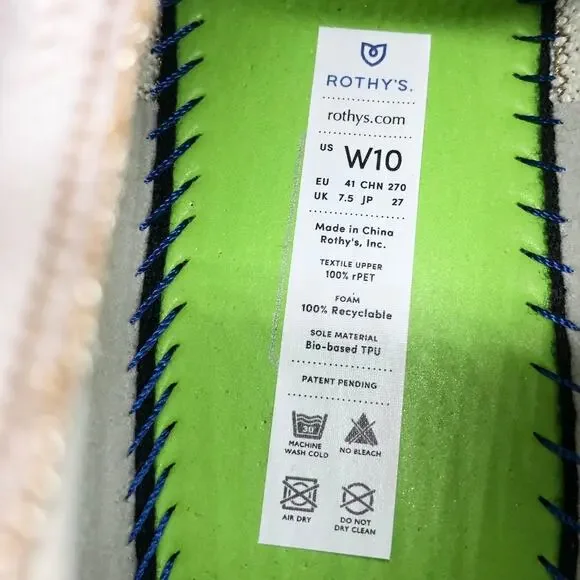 ROTHY'S.
rothys.com
US W10
EU 41 CHN 270
UK 7.5 JP 27
Made in China
Rothy's, Inc.
TEXTILE UPPER
100% rPET
FOAM
100% Recyclable
SOLE MATERIAL
Bio-based TPU
PATENT PENDING
30
MACHINE WASH COLD
NO BLEACH
AIR DRY
DO NOT DRY CLEAN